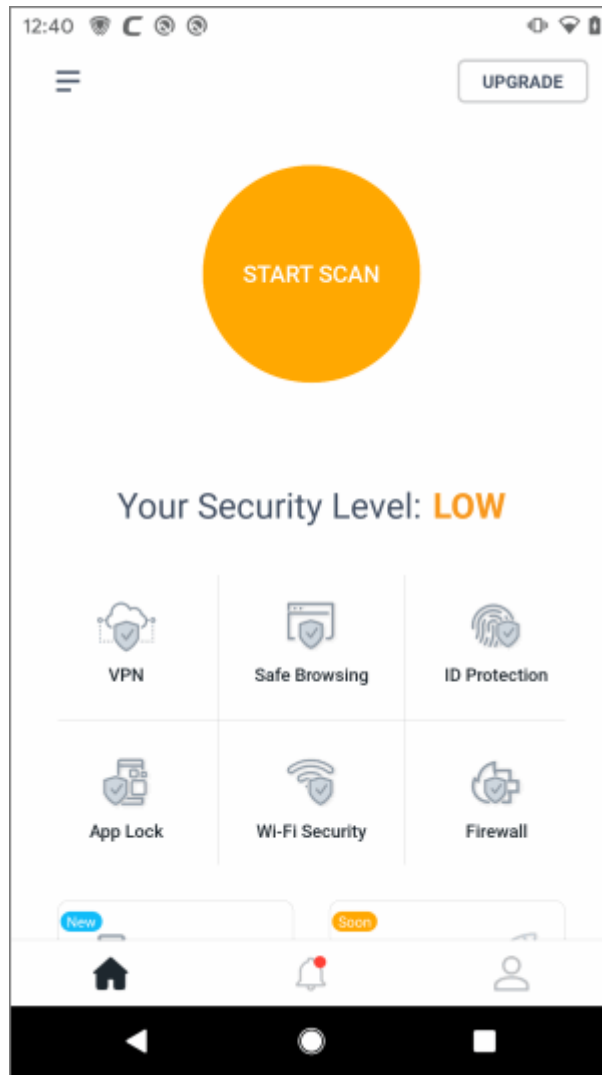 12:40
UPGRADE
START SCAN
Your Security Level: LOW
VPN
Safe Browsing
ID Protection
App Lock
Wi-Fi Security
Firewall
New
Soon